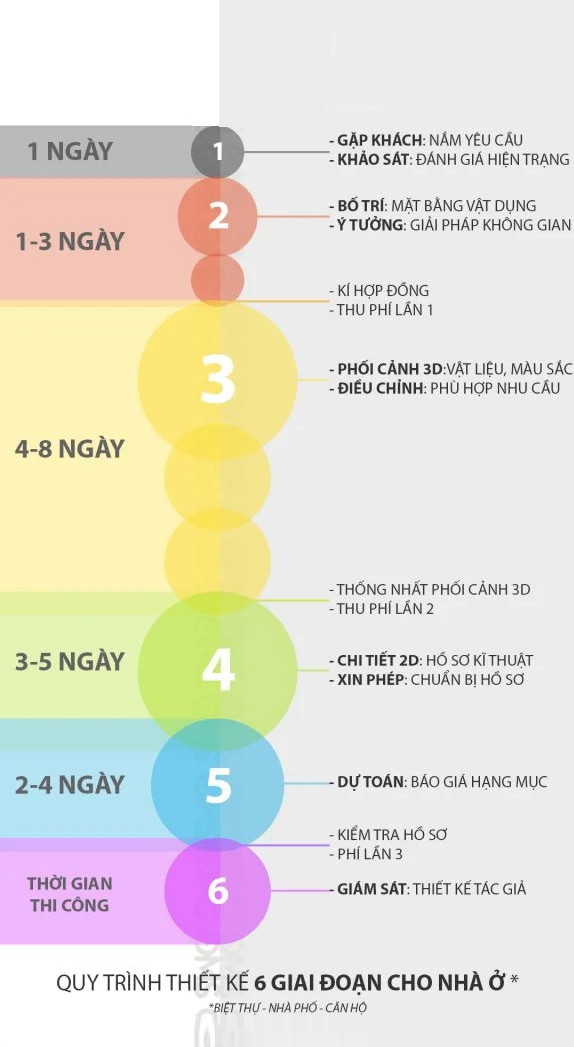 1 NGÀY
1
- GẶP KHÁCH: NẮM YÊU CẦU
- KHẢO SÁT: ĐÁNH GIÁ HIỆN TRẠNG
1-3 NGÀY
2
- BỐ TRÍ: MẶT BẰNG VẬT DỤNG
- Ý TƯỞNG: GIẢI PHÁP KHÔNG GIAN
- KÍ HỢP ĐỒNG
- THU PHÍ LẦN 1
4-8 NGÀY
3
- PHỐI CẢNH 3D:VẬT LIỆU, MÀU SẮC
- ĐIỀU CHỈNH: PHÙ HỢP NHU CẦU
- THỐNG NHẤT PHỐI CẢNH 3D
- THU PHÍ LẦN 2
3-5 NGÀY
4
- CHI TIẾT 2D: HỒ SƠ KĨ THUẬT
- XIN PHÉP: CHUẨN BỊ HỒ SƠ
2-4 NGÀY
5
- DỰ TOÁN: BÁO GIÁ HẠNG MỤC
- KIỂM TRA HỒ SƠ
- PHÍ LẦN 3
THỜI GIAN
THI CÔNG
6
- GIÁM SÁT: THIẾT KẾ TÁC GIẢ
QUY TRÌNH THIẾT KẾ 6 GIAI ĐOẠN CHO NHÀ Ở *
*BIỆT THỰ - NHÀ PHỐ - CĂN HỘ